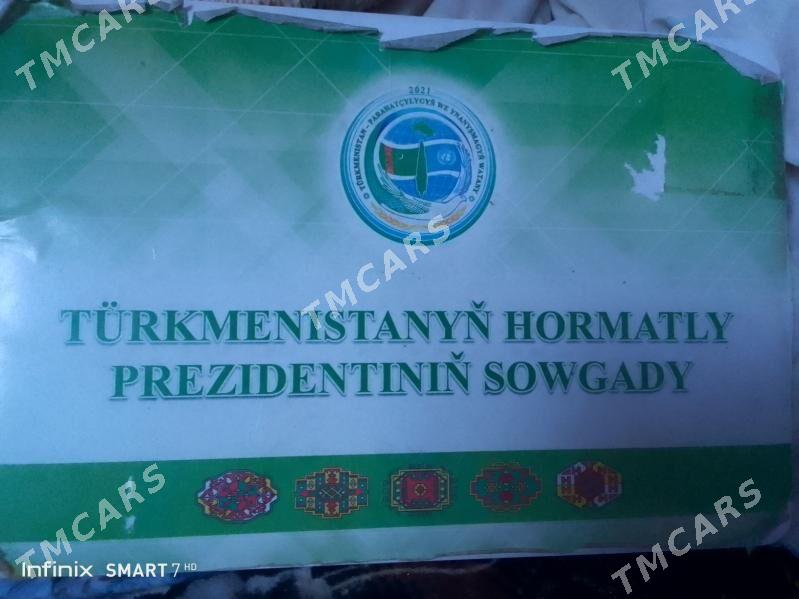 TMCARS
TMCARS
2021
TÜRKMENISTAN - PARAHATÇYLYGYŇ WE YNANYŞMAGYŇ WATANY
TMCARS
TÜRKMENISTANYŇ HORMATLY
PREZIDENTINIŇ SOWGADY
TMCARS
TMCARS
TMCARS
Infinix SMART 7 HD